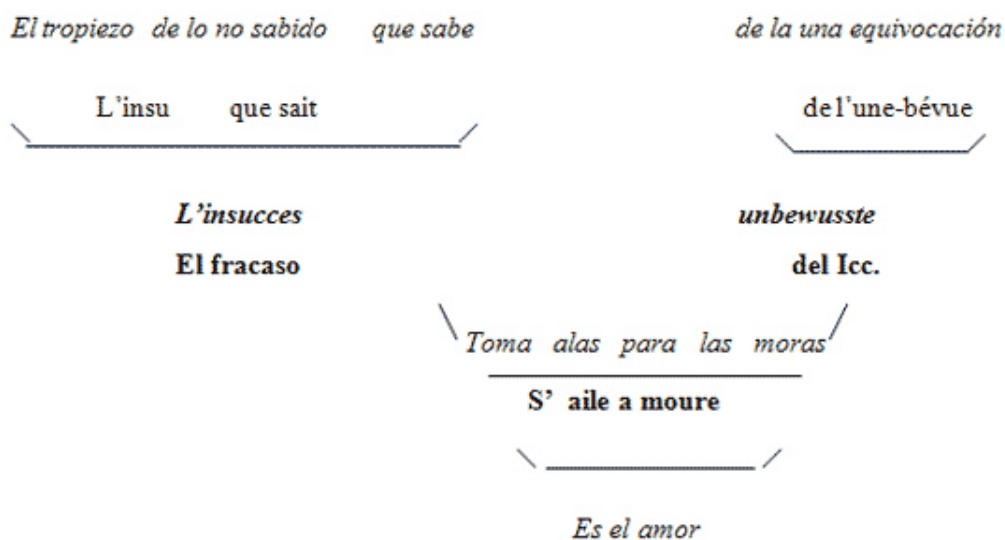 El tropiezo de lo no sabido que sabe de la una equivocación
L'insu que sait de l'une-bévue
L'insucces unbewusste
El fracaso del Icc.
Toma alas para las moras
S' aile a moure
Es el amor